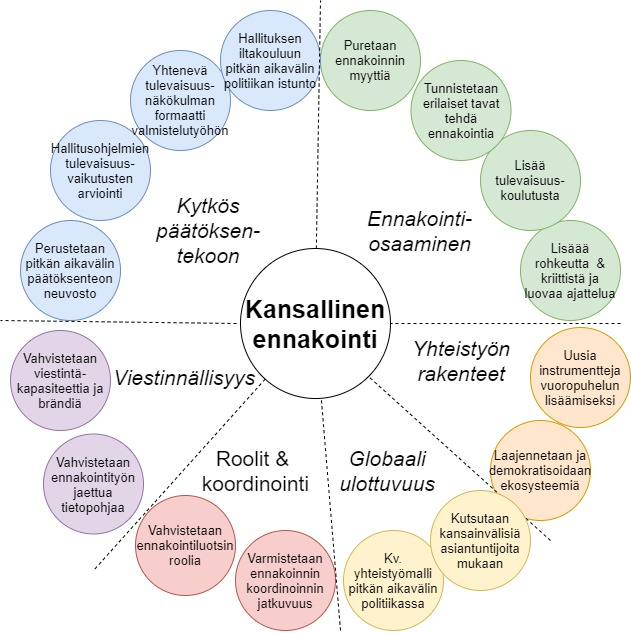 Hallituksen
iltakouluun
pitkän aikavälin
politiikan istunto
Yhtenevä
tulevaisuus-
näkökulman
formaatti
valmistelutyöhön
Hallitusohjelmien
tulevaisuus-
vaikutusten
arviointi
Perustetaan
pitkän aikavälin
päätöksenteon
neuvosto
Kytkös
päätöksen-
tekoon
Puretaan
ennakoinnin
myyttiä
Tunnistetaan
erilaiset tavat
tehdä
ennakointia
Lisää
tulevaisuus-
koulutusta
Lisäää
rohkeutta &
kriittistä ja
luovaa ajattelua
Ennakointi-
osaaminen
Kansallinen
ennakointi
Yhteistyön
rakenteet
Uusia
instrumentteja
vuoropuhelun
lisäämiseksi
Laajennetaan ja
demokratisoidaan
ekosysteemiä
Globaali
ulottuvuus
Kutsutaan
kansainvälisiä
asiantuntijoita
mukaan
Kv.
yhteistyömalli
pitkän aikavälin
politiikassa
Roolit &
koordinointi
Varmistetaan
ennakoinnin
koordinoinnin
jatkuvuus
Vahvistetaan
ennakointiluotsin
roolia
Viestinnällisyys
Vahvistetaan
ennakointityön
jaettua
tietopohjaa
Vahvistetaan
viestintä-
kapasiteettia ja
brändiä